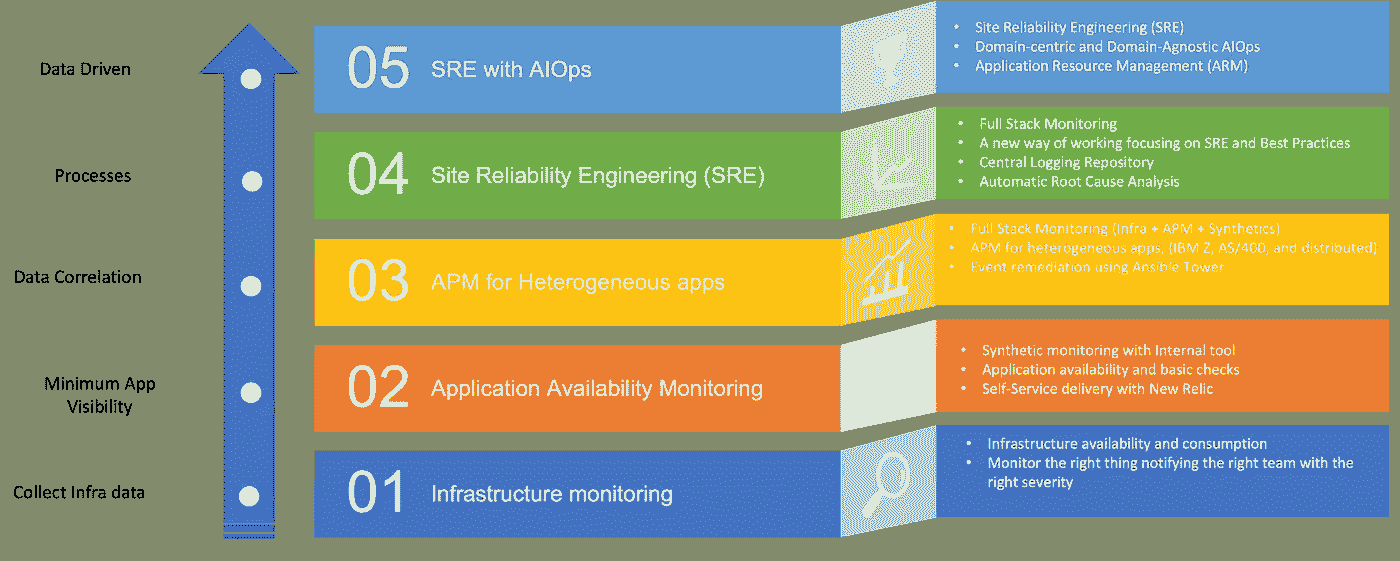 Data Driven
05 SRE with AIOps
• Site Reliability Engineering (SRE)
• Domain-centric and Domain-Agnostic AIOps
• Application Resource Management (ARM)
Processes
04 Site Reliability Engineering (SRE)
• Full Stack Monitoring
• A new way of working focusing on SRE and Best Practices
• Central Logging Repository
• Automatic Root Cause Analysis
Data Correlation
03 APM for Heterogeneous apps
• Full Stack Monitoring (Infra + APM + Synthetics)
• APM for heterogeneous apps, (IBM Z, AS/400, and distributed)
• Event remediation using Ansible Tower
Minimum App
Visibility
02 Application Availability Monitoring
• Synthetic monitoring with Internal tool
• Application availability and basic checks
• Self-Service delivery with New Relic
Collect Infra data
01 Infrastructure monitoring
• Infrastructure availability and consumption
• Monitor the right thing notifying the right team with the
right severity